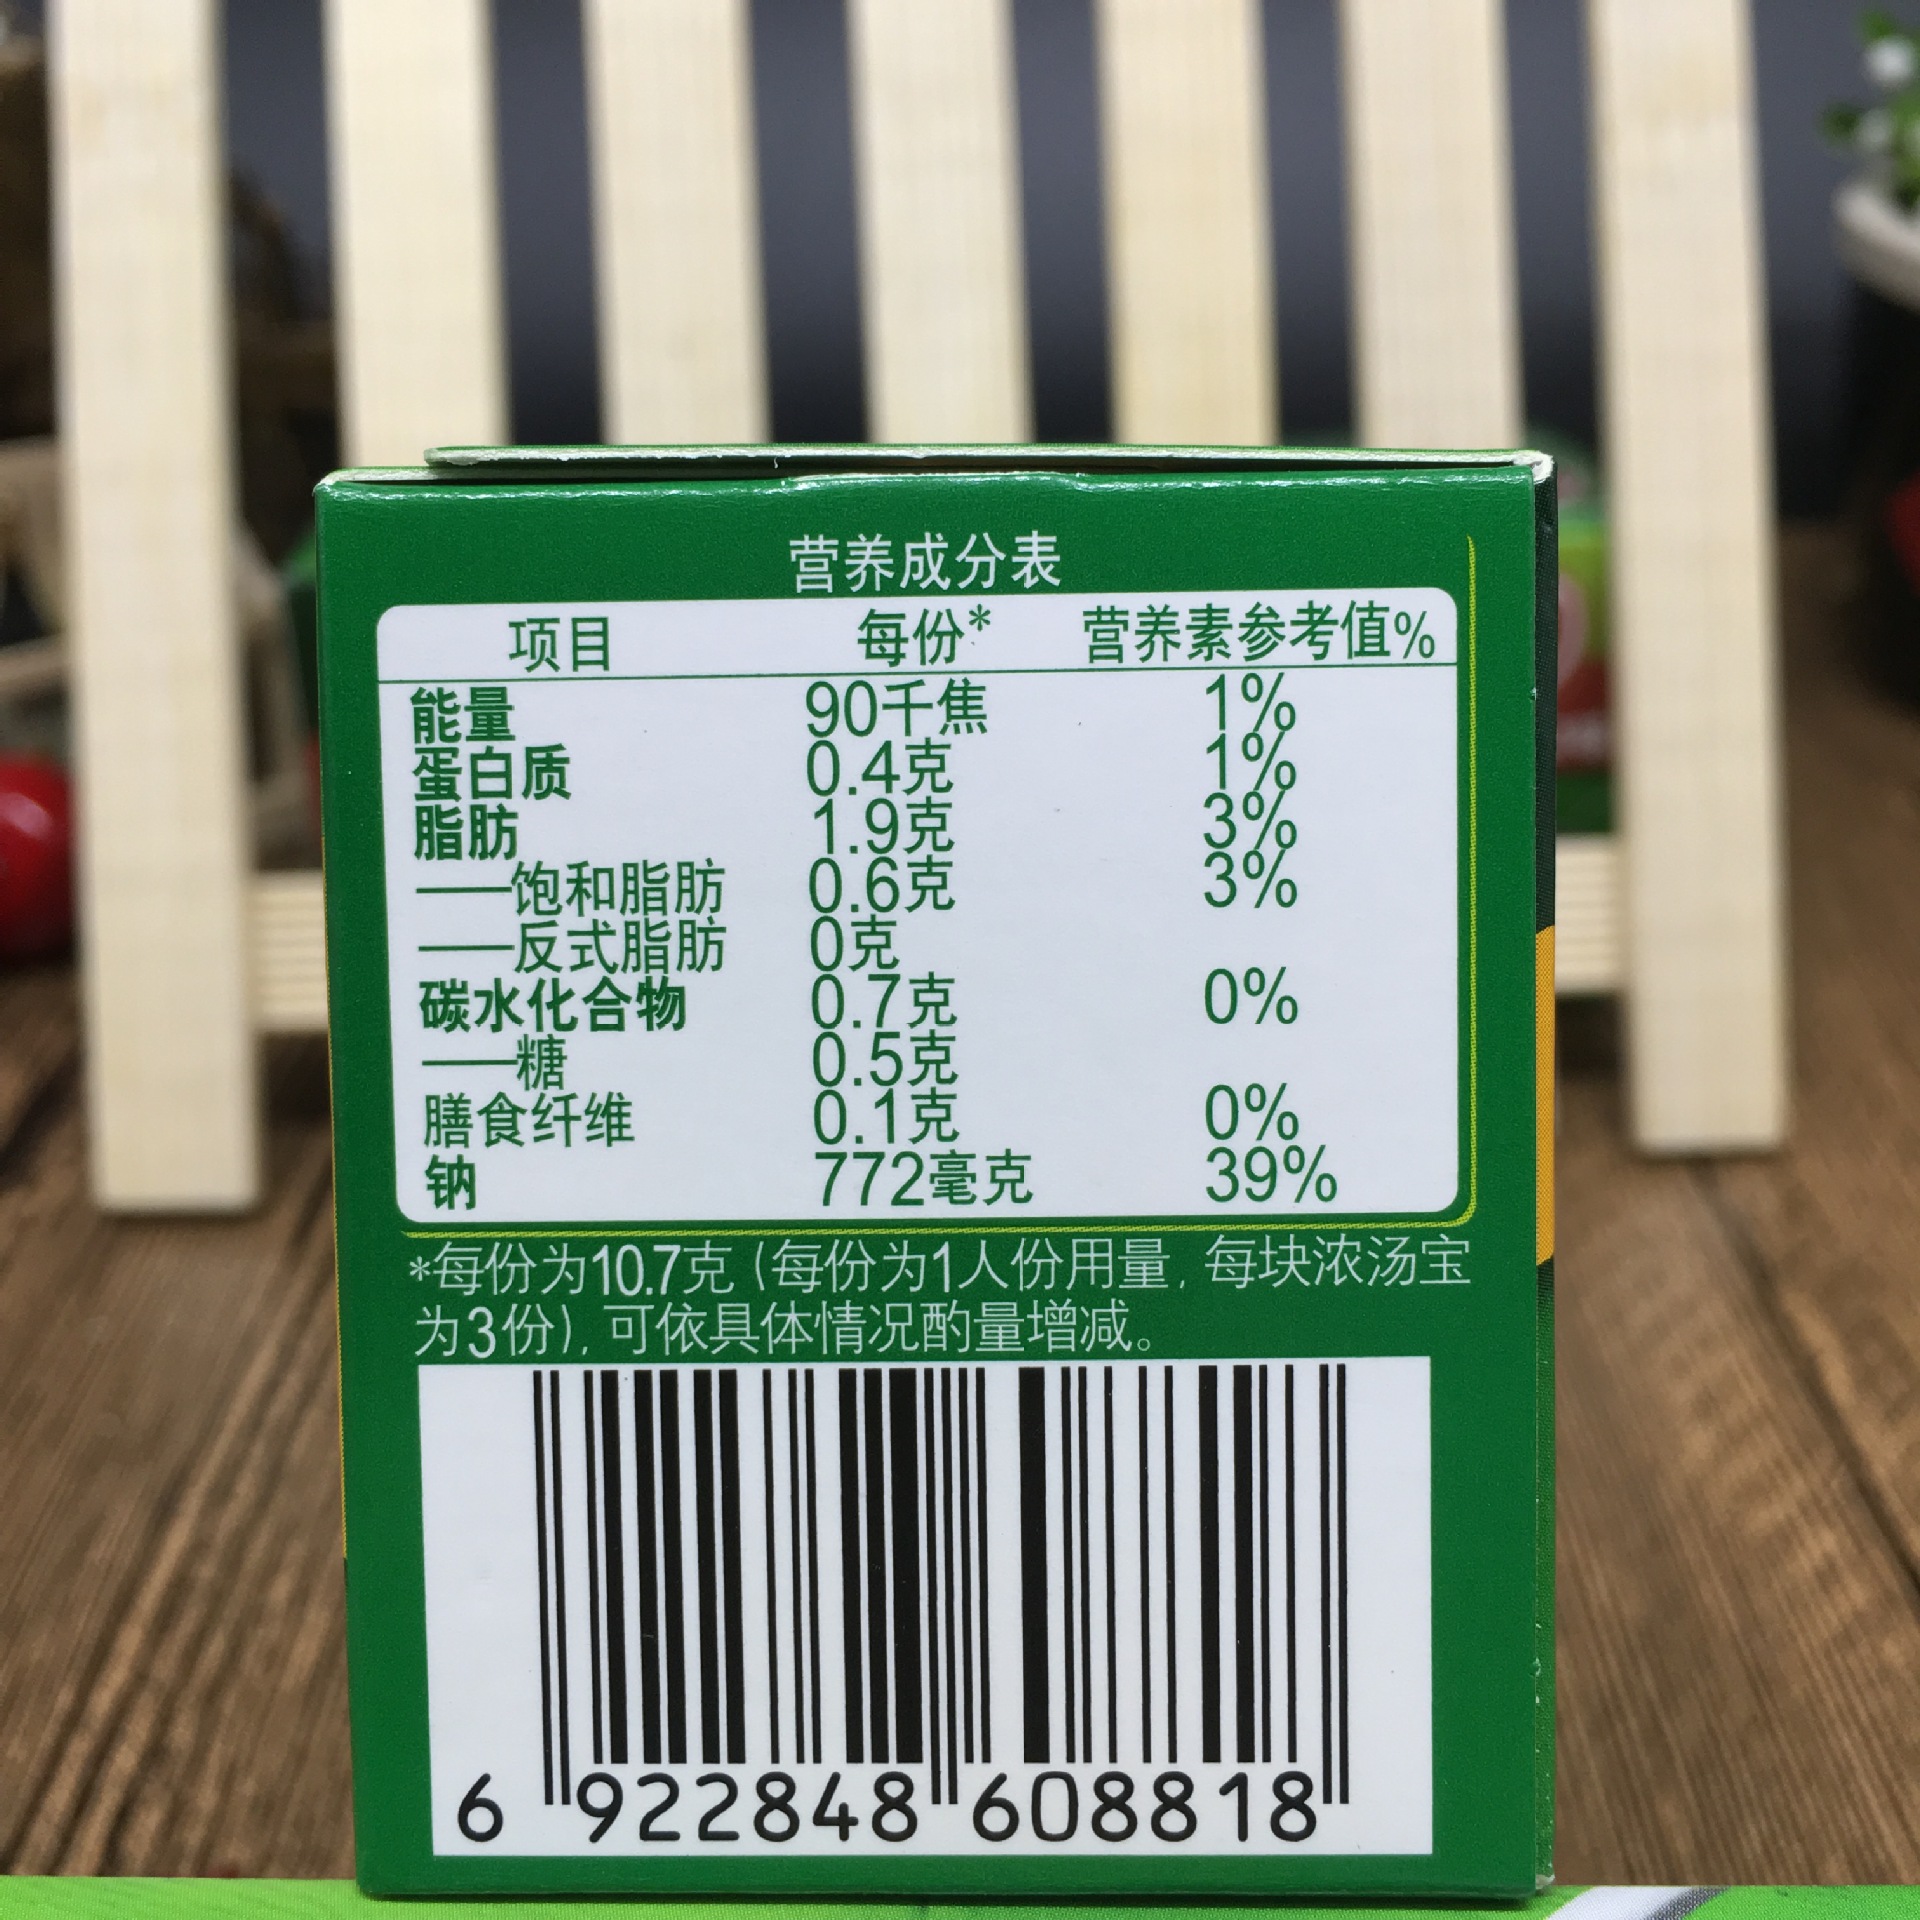 营养成分表
项目 每份* 营养素参考值%
能量 90千焦 1%
蛋白质 0.4克 1%
脂肪 1.9克 3%
——饱和脂肪 0.6克 3%
——反式脂肪 0克
碳水化合物 0.7克 0%
——糖 0.5克
膳食纤维 0.1克 0%
钠 772毫克 39%
*每份为10.7克（每份为1人份用量，每块浓汤宝
为3份），可依具体情况酌量增减。
6 922848 608818